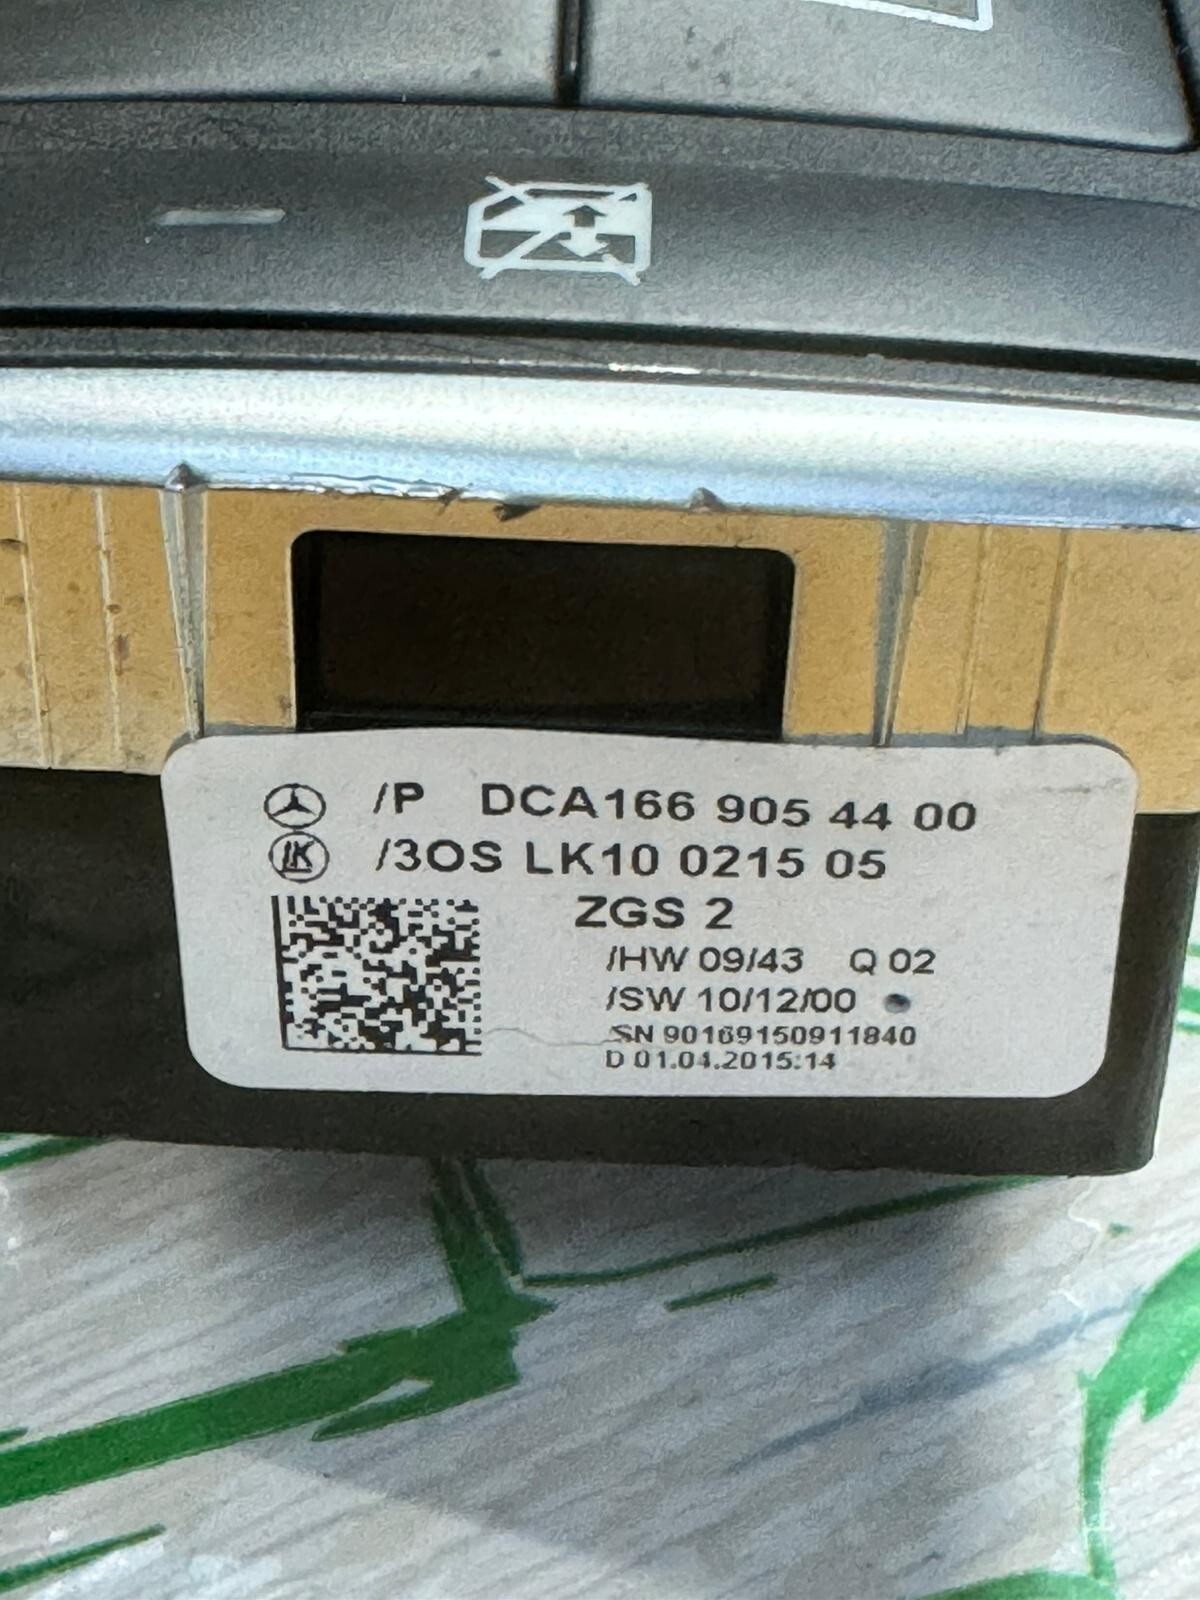 /P DCA166 905 44 00
LK /3OS LK10 0215 05
ZGS 2
/HW 09/43 Q 02
/SW 10/12/00
SN 90169150911840
D 01.04.2015:14